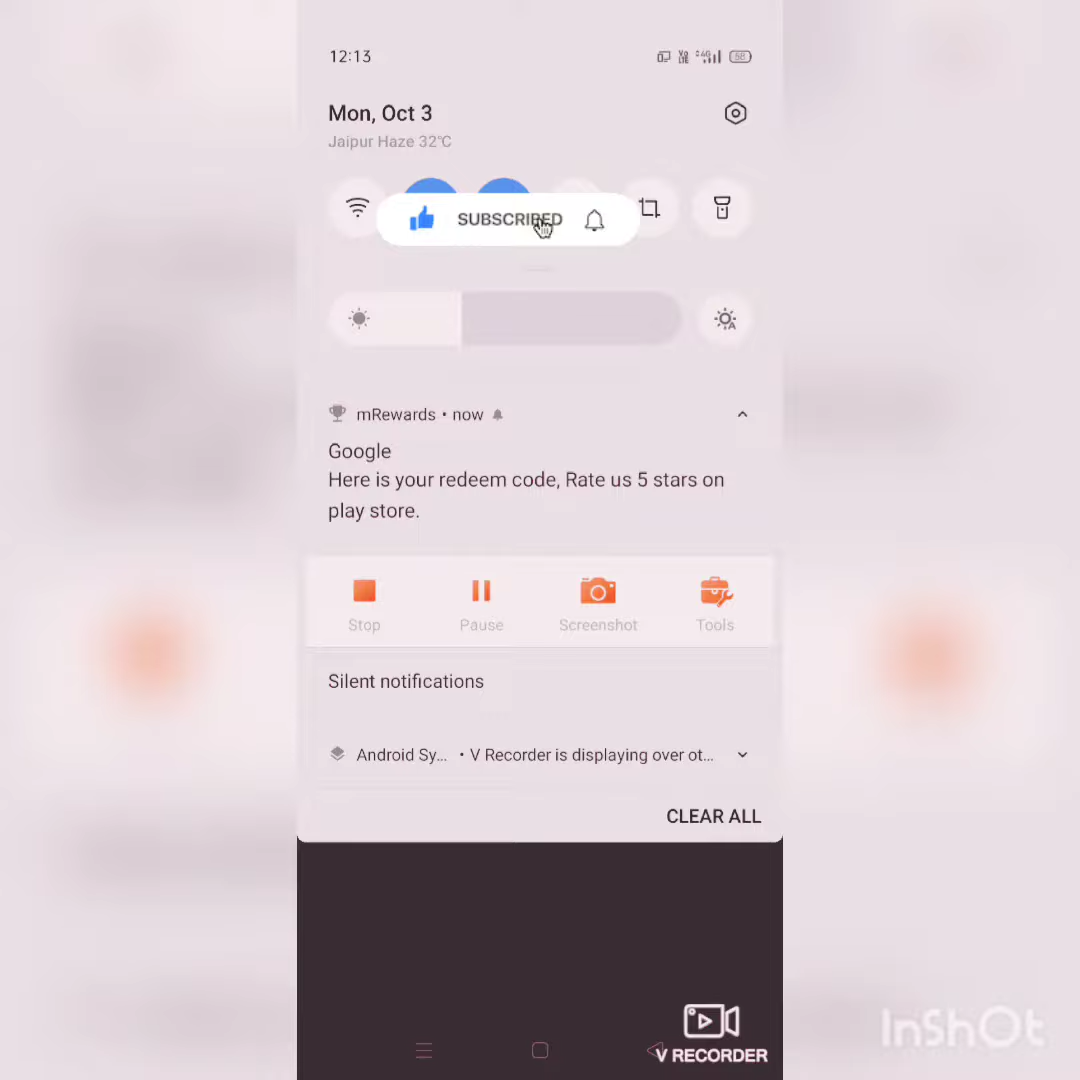 12:13
58
Mon, Oct 3
Jaipur Haze 32°C
SUBSCRIBED
mRewards • now
Google
Here is your redeem code, Rate us 5 stars on
play store.
Stop
Pause
Screenshot
Tools
Silent notifications
Android Sy... • V Recorder is displaying over ot...
CLEAR ALL
V RECORDER
InShOt